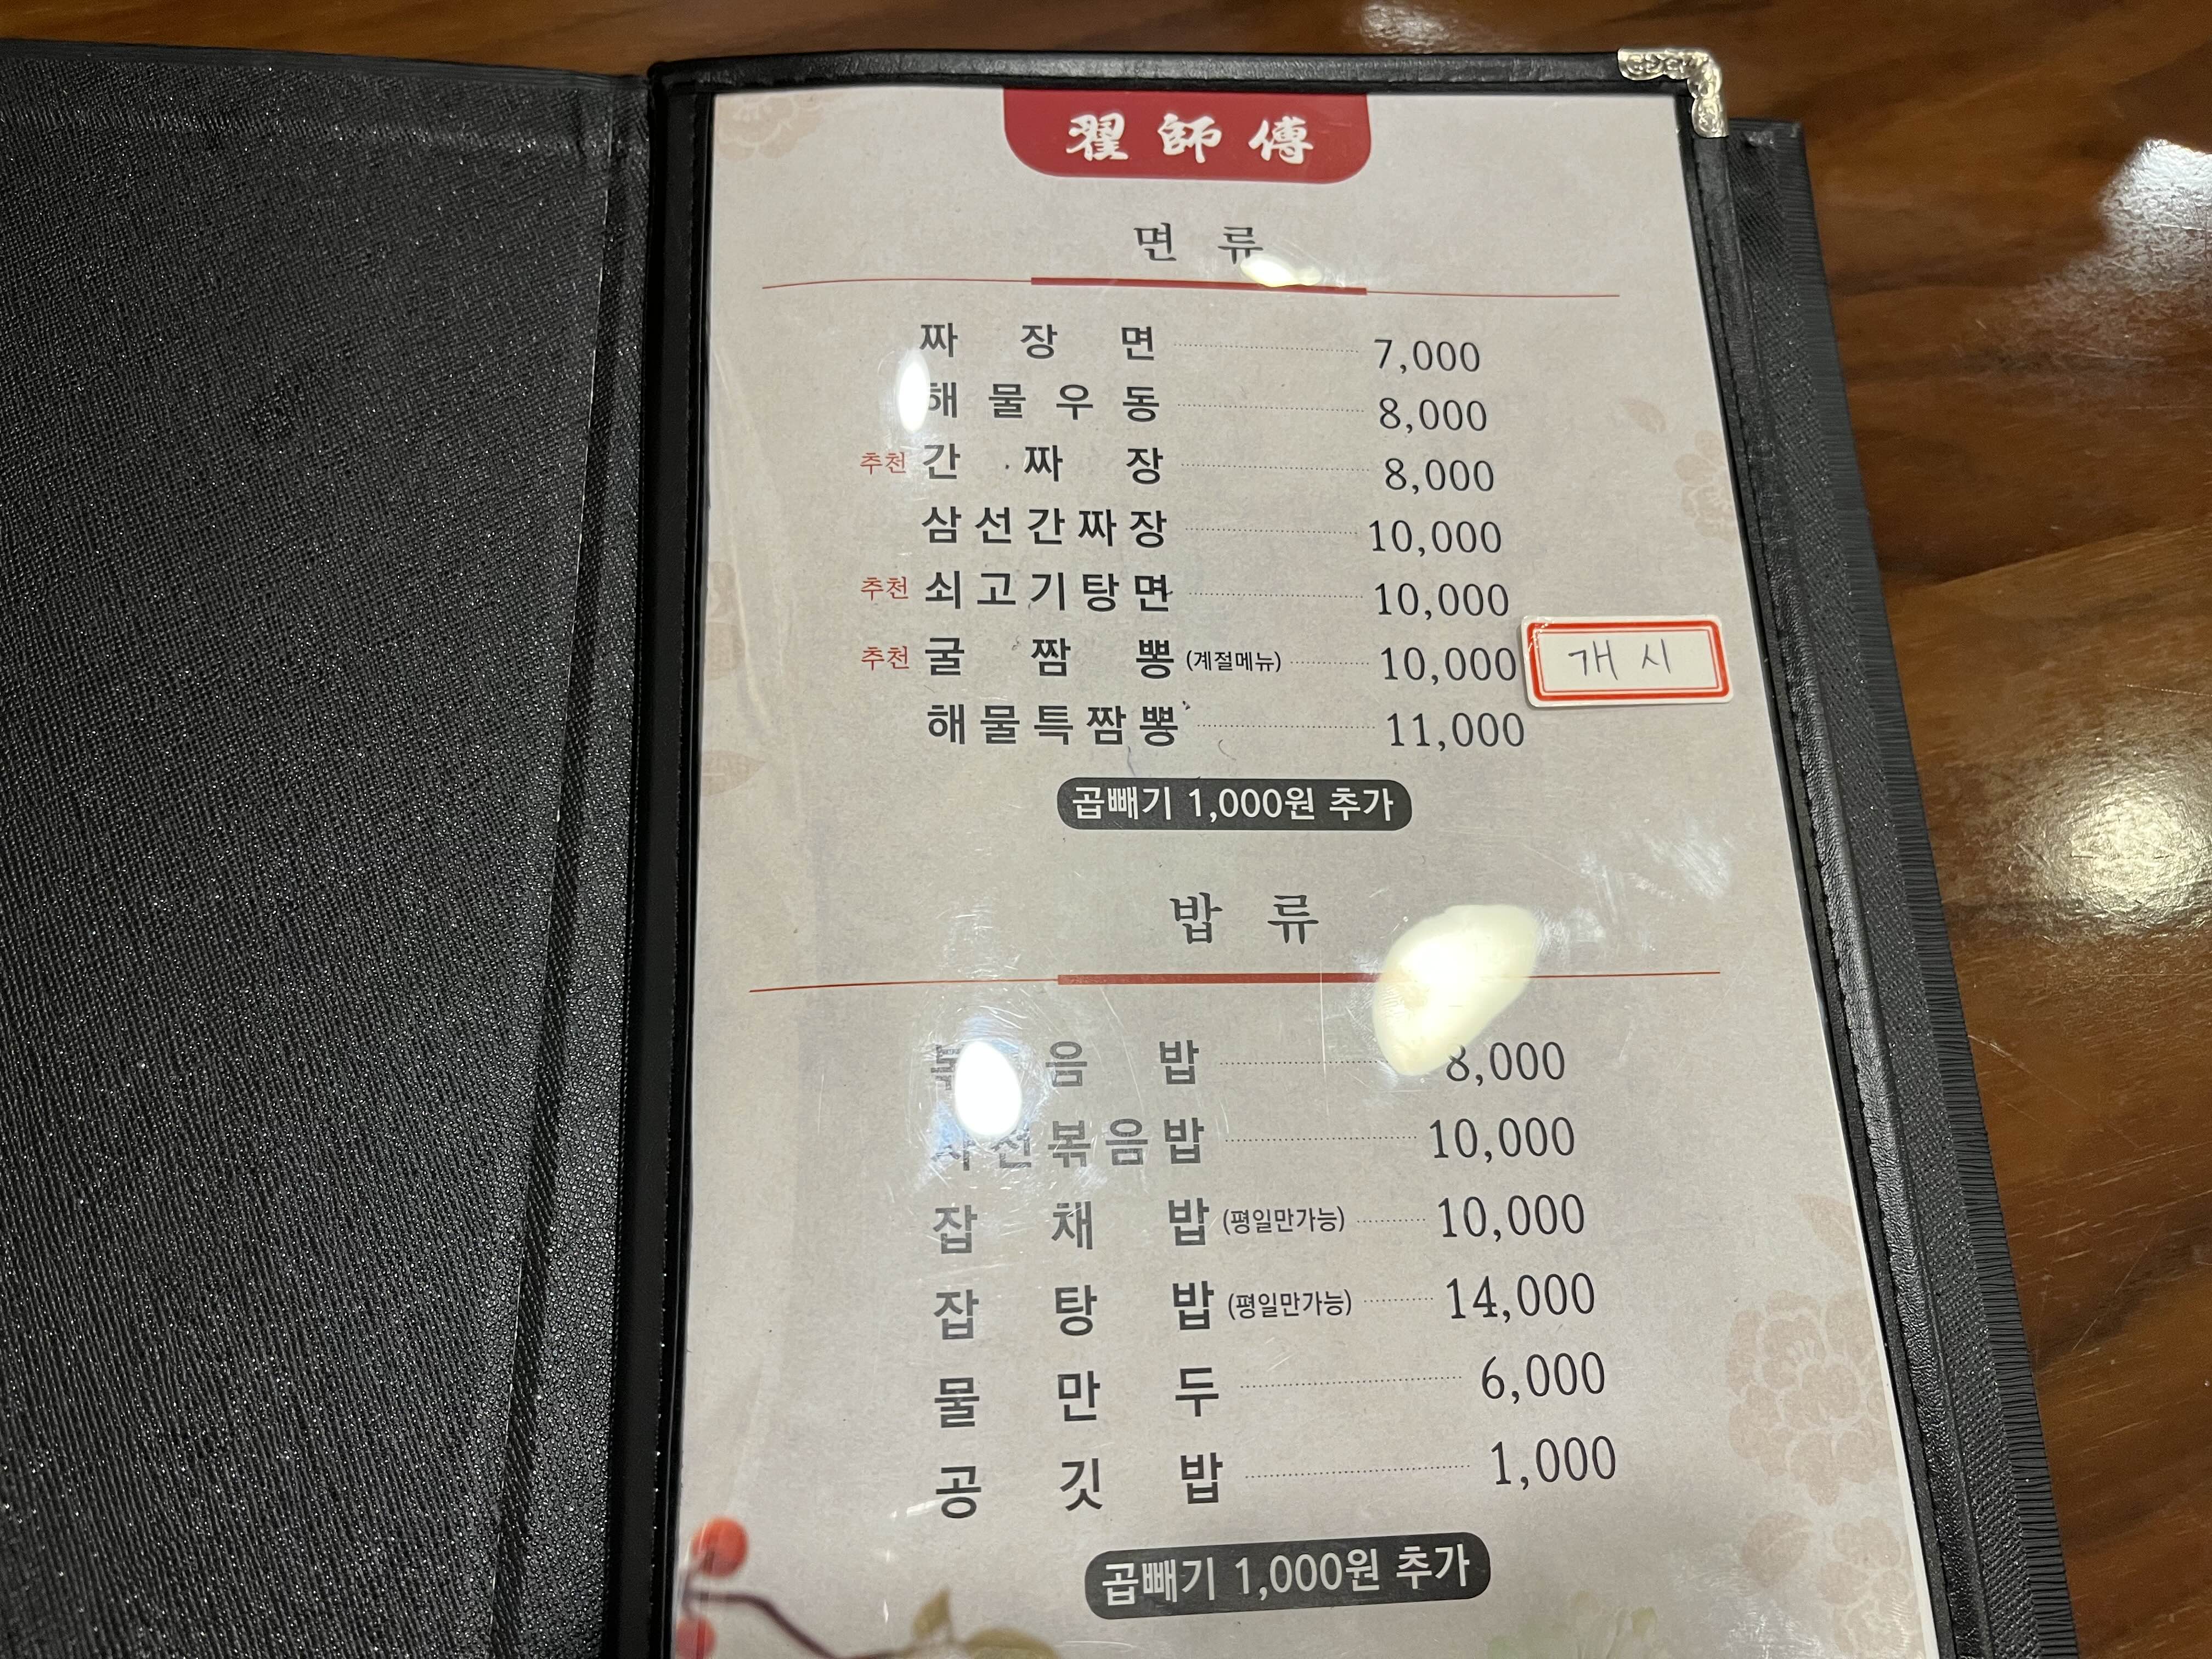 翟師傅
면류
짜장면 7,000
해물우동 8,000
추천 간짜장 8,000
삼선간짜장 10,000
추천 쇠고기탕면 10,000
추천 굴짬뽕 (계절메뉴) 10,000 개시
해물특짬뽕 11,000
곱빼기 1,000원 추가
밥류
볶음밥 8,000
10,000
잡채밥 (평일만가능) 10,000
잡탕밥 (평일만가능) 14,000
물만두 6,000
공깃밥 1,000
곱빼기 1,000원 추가